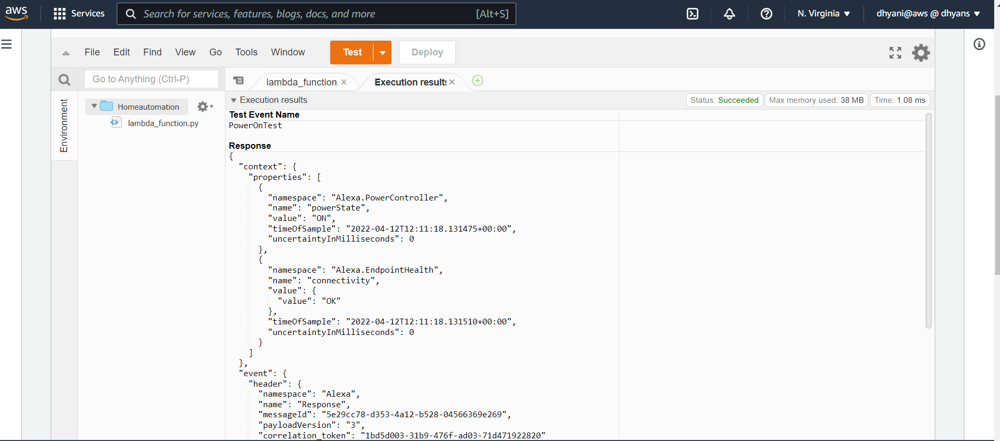 aws
Services
Search for services, features, blogs, docs, and more [Alt+S]
N. Virginia
dhyani@aws @ dhyans
File Edit Find View Go Tools Window
Test
Deploy
Go to Anything (Ctrl-P)
lambda_function
Execution results
Environment
Homeautomation
lambda_function.py
Execution results
Status: Succeeded
Max memory used: 38 MB
Time: 1.08 ms
Test Event Name
PowerOnTest
Response
{
  "context": {
    "properties": [
      {
        "namespace": "Alexa.PowerController",
        "name": "powerState",
        "value": "ON",
        "timeOfSample": "2022-04-12T12:11:18.131475+00:00",
        "uncertaintyInMilliseconds": 0
      },
      {
        "namespace": "Alexa.EndpointHealth",
        "name": "connectivity",
        "value": {
          "value": "OK"
        },
        "timeOfSample": "2022-04-12T12:11:18.131510+00:00",
        "uncertaintyInMilliseconds": 0
      }
    ]
  },
  "event": {
    "header": {
      "namespace": "Alexa",
      "name": "Response",
      "messageId": "5e29cc78-d353-4a12-b528-04566369e269",
      "payloadVersion": "3",
      "correlation_token": "1bd5d003-31b9-476f-ad03-71d471922820"